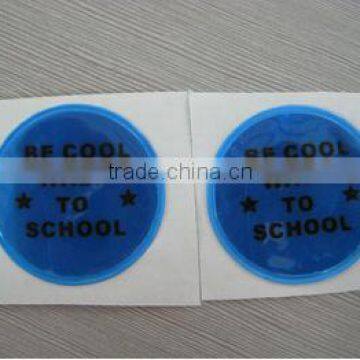 BE COOL
★ ★
TO
SCHOOL
BE COOL
★ ★
TO
SCHOOL
trade.china.cn